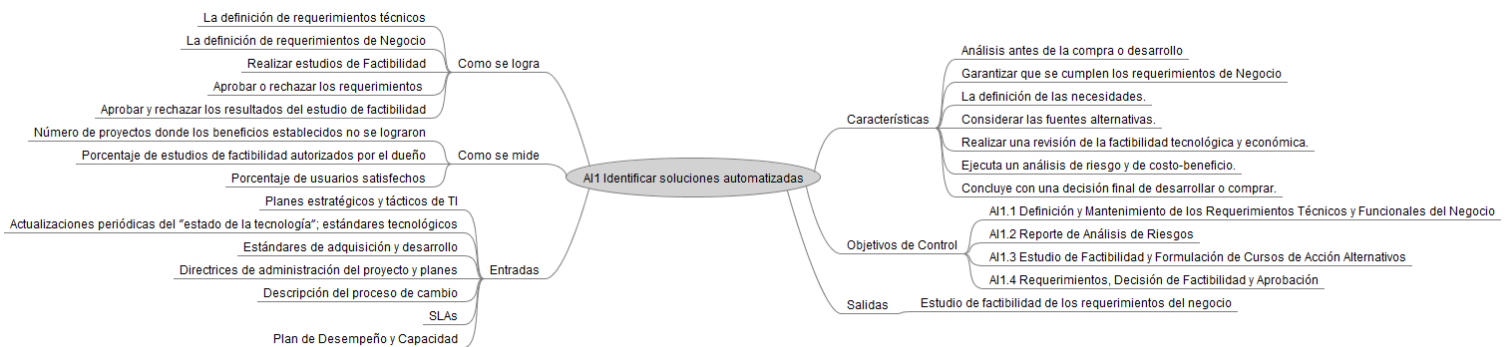 La definición de requerimientos técnicos
La definición de requerimientos de Negocio
Realizar estudios de Factibilidad
Aprobar o rechazar los requerimientos
Aprobar y rechazar los resultados del estudio de factibilidad
Como se logra
Número de proyectos donde los beneficios establecidos no se lograron
Porcentaje de estudios de factibilidad autorizados por el dueño
Porcentaje de usuarios satisfechos
Como se mide
Planes estratégicos y tácticos de TI
Actualizaciones periódicas del "estado de la tecnología"; estándares tecnológicos
Estándares de adquisición y desarrollo
Directrices de administración del proyecto y planes
Descripción del proceso de cambio
SLAs
Plan de Desempeño y Capacidad
Entradas
AI1 Identificar soluciones automatizadas
Características
Análisis antes de la compra o desarrollo
Garantizar que se cumplen los requerimientos de Negocio
La definición de las necesidades.
Considerar las fuentes alternativas.
Realizar una revisión de la factibilidad tecnológica y económica.
Ejecuta un análisis de riesgo y de costo-beneficio.
Concluye con una decisión final de desarrollar o comprar.
Objetivos de Control
AI1.1 Definición y Mantenimiento de los Requerimientos Técnicos y Funcionales del Negocio
AI1.2 Reporte de Análisis de Riesgos
AI1.3 Estudio de Factibilidad y Formulación de Cursos de Acción Alternativos
AI1.4 Requerimientos, Decisión de Factibilidad y Aprobación
Salidas
Estudio de factibilidad de los requerimientos del negocio